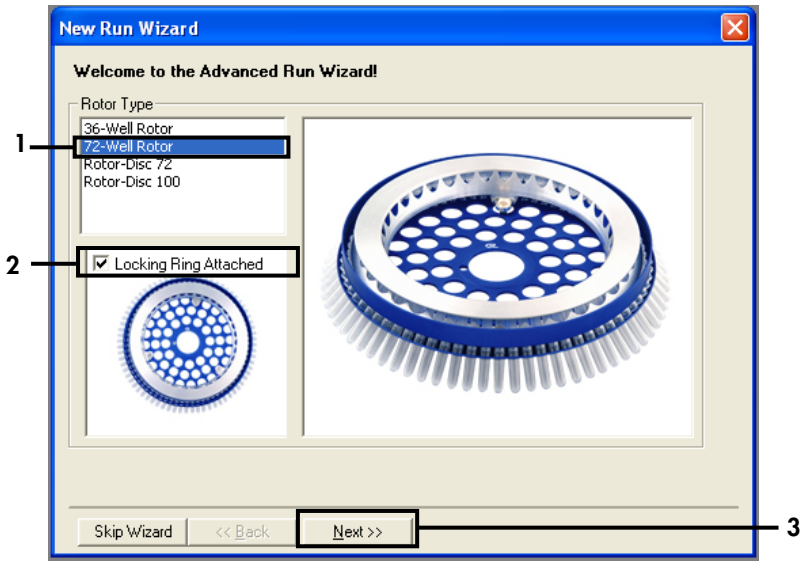 New Run Wizard
Welcome to the Advanced Run Wizard!
Rotor Type
36-Well Rotor
1
72-Well Rotor
Rotor-Disc 72
Rotor-Disc 100
2
Locking Ring Attached
Skip Wizard
<< Back
Next >>
3